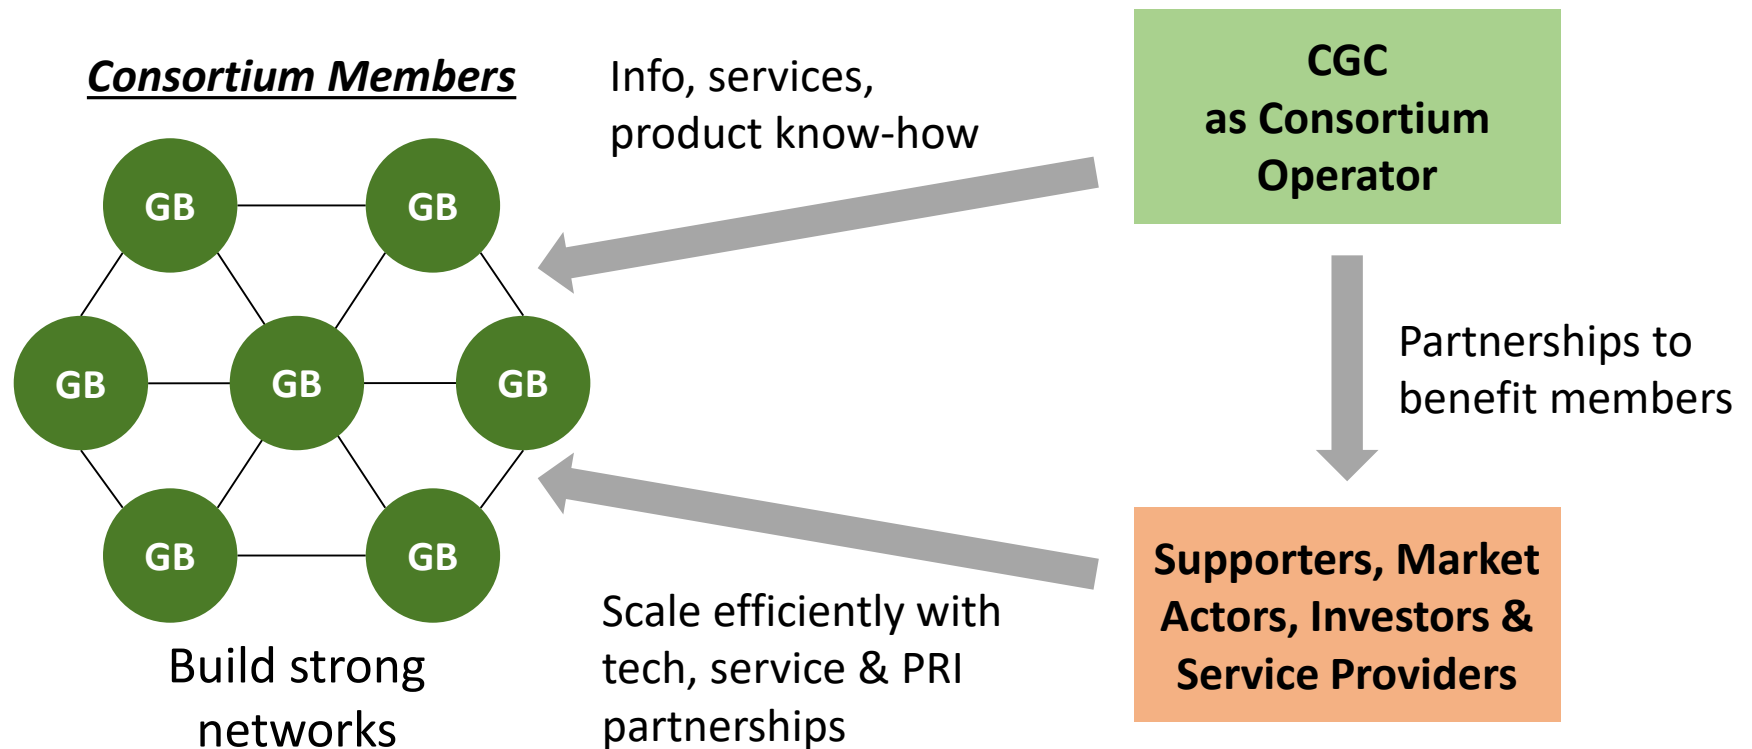 Consortium Members
GB
GB
GB
GB
GB
GB
GB
Build strong
networks
Info, services,
product know-how
Scale efficiently with
tech, service & PRI
partnerships
CGC
as Consortium
Operator
Partnerships to
benefit members
Supporters, Market
Actors, Investors &
Service Providers